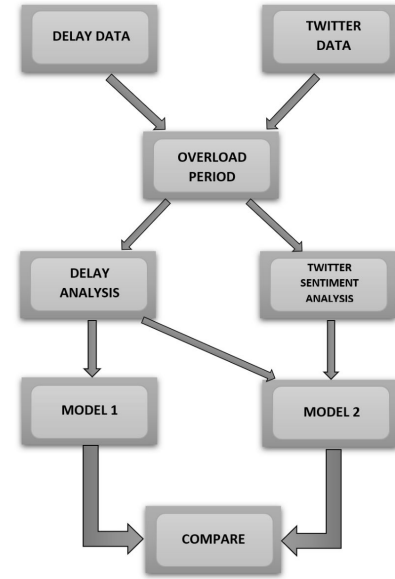 DELAY DATA
TWITTER
DATA
OVERLOAD
PERIOD
DELAY
ANALYSIS
TWITTER
SENTIMENT
ANALYSIS
MODEL 1
MODEL 2
COMPARE